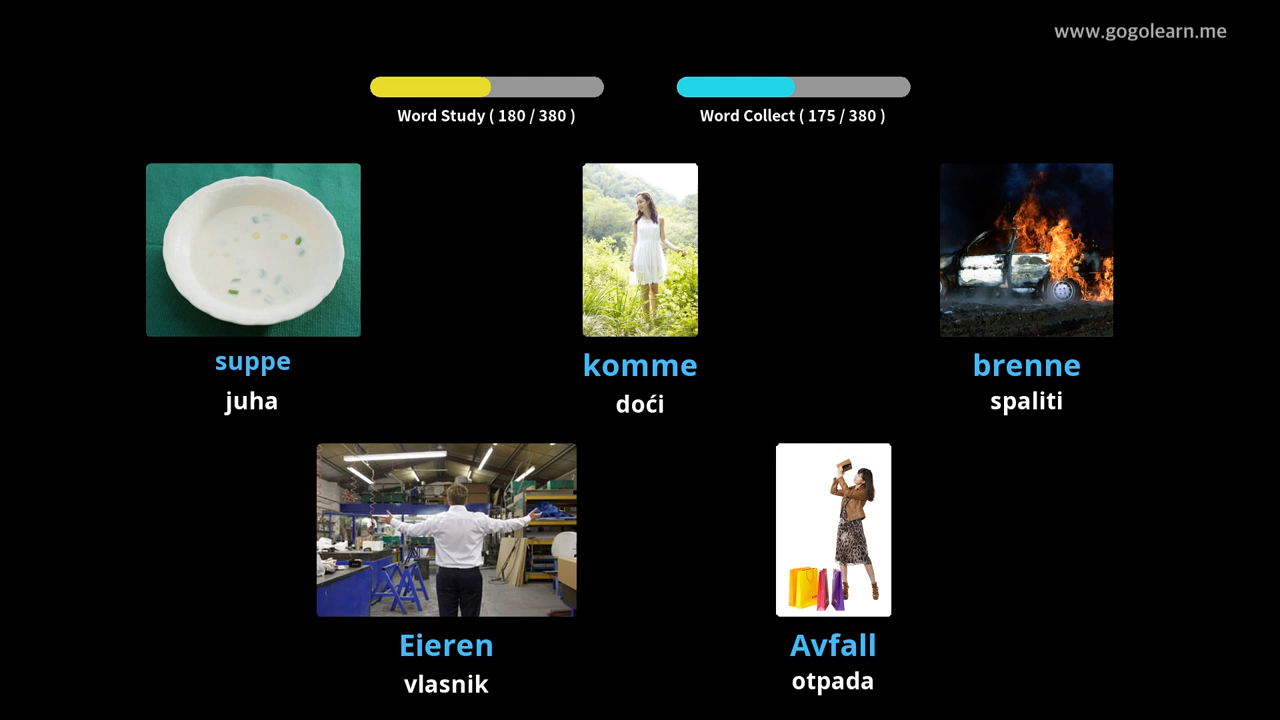 www.gogolearn.me
Word Study ( 180 / 380 )
Word Collect ( 175 / 380 )
suppe
juha
komme
doći
brenne
spaliti
Eieren
vlasnik
Avfall
otpada